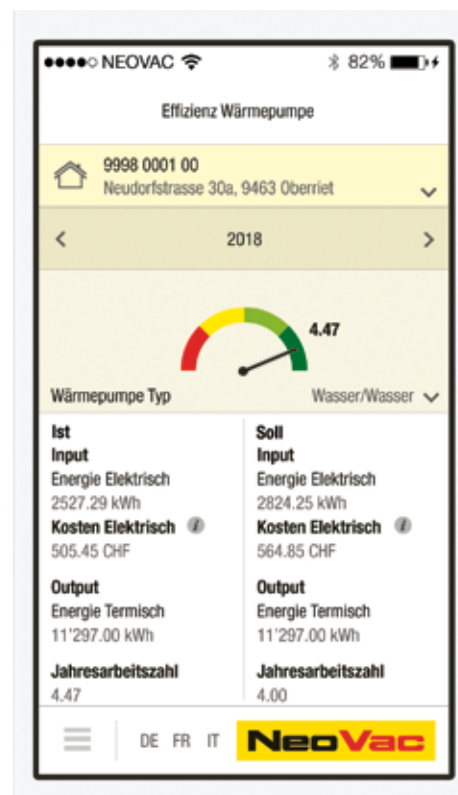 NEOVAC 82%
Effizienz Wärmepumpe
9998 0001 00
Neudorfstrasse 30a, 9463 Oberriet
< 2018 >
4.47
Wärmepumpe Typ Wasser/Wasser
Ist
Input
Energie Elektrisch
2527.29 kWh
Kosten Elektrisch i
505.45 CHF
Output
Energie Termisch
11'297.00 kWh
Jahresarbeitszahl
4.47
Soll
Input
Energie Elektrisch
2824.25 kWh
Kosten Elektrisch i
564.85 CHF
Output
Energie Termisch
11'297.00 kWh
Jahresarbeitszahl
4.00
DE FR IT NeoVac